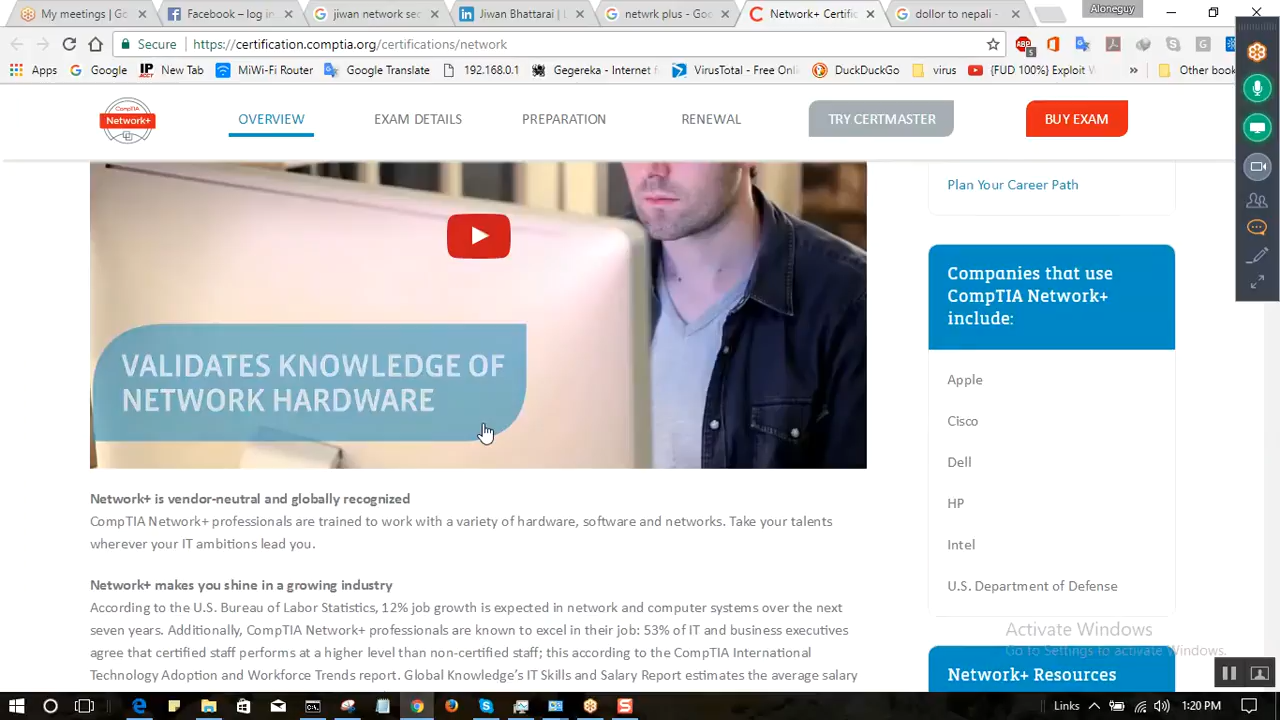 My meetings | G
Facebook – log in
jiwan network sec
Jiwan Bhattarai | L
netwrk plus - Goo
Network+ Certific
dollor to nepali -
Aloneguy
Secure
https://certification.comptia.org/certifications/network
Apps
Google
New Tab
MiWi-Fi Router
Google Translate
192.168.0.1
Gegereka - Internet f
VirusTotal - Free Onli
DuckDuckGo
virus
(FUD 100%) Exploit W
»
Other book
CompTIA
Network+
OVERVIEW
EXAM DETAILS
PREPARATION
RENEWAL
TRY CERTMASTER
BUY EXAM
VALIDATES KNOWLEDGE OF
NETWORK HARDWARE
Network+ is vendor-neutral and globally recognized
CompTIA Network+ professionals are trained to work with a variety of hardware, software and networks. Take your talents
wherever your IT ambitions lead you.
Network+ makes you shine in a growing industry
According to the U.S. Bureau of Labor Statistics, 12% job growth is expected in network and computer systems over the next
seven years. Additionally, CompTIA Network+ professionals are known to excel in their job: 53% of IT and business executives
agree that certified staff performs at a higher level than non-certified staff; this according to the CompTIA International
Technology Adoption and Workforce Trends report. Global Knowledge's IT Skills and Salary Report estimates the average salary
Plan Your Career Path
Companies that use
CompTIA Network+
include:
Apple
Cisco
Dell
HP
Intel
U.S. Department of Defense
Activate Windows
Go to Settings to activate Windows.
Network+ Resources
Links
1:20 PM